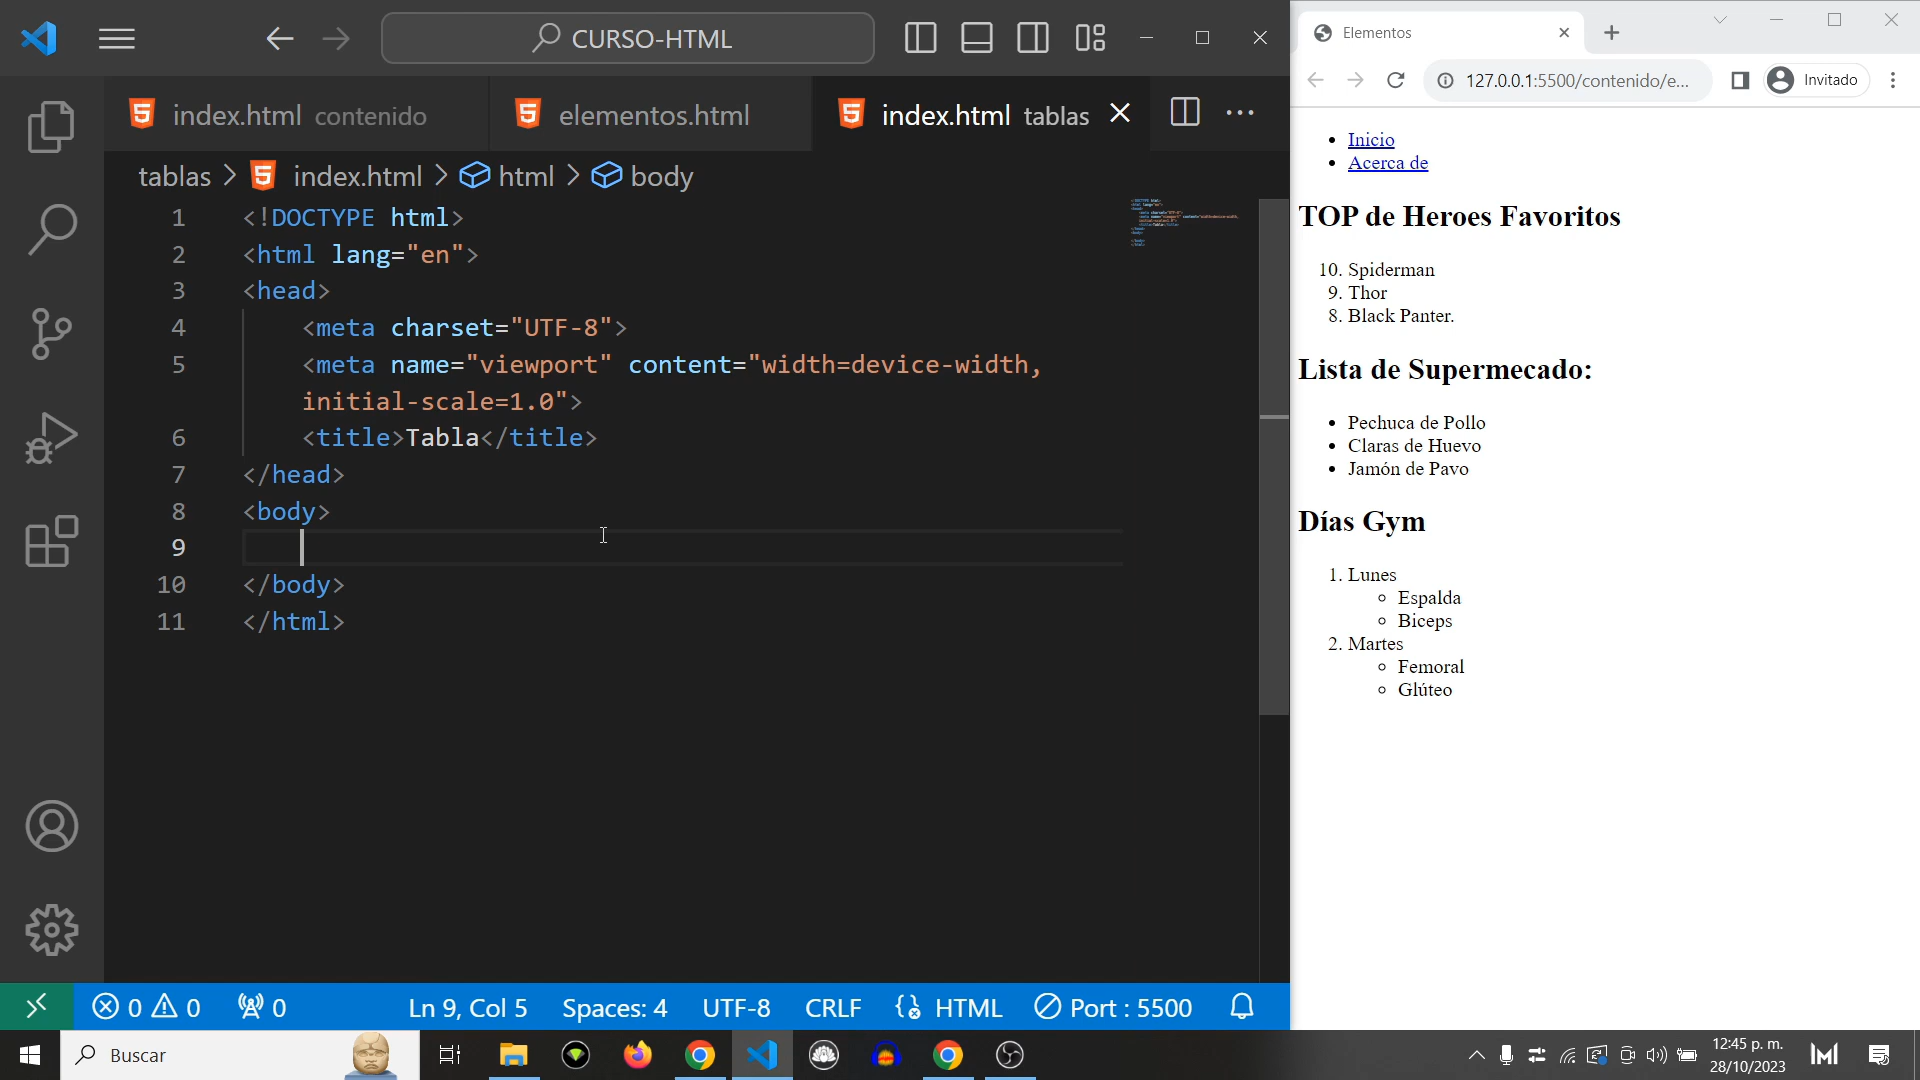 CURSO-HTML
index.html contenido
elementos.html
index.html tablas
tablas > index.html > html > body
1 <!DOCTYPE html>
2 <html lang="en">
3 <head>
4 <meta charset="UTF-8">
5 <meta name="viewport" content="width=device-width,
initial-scale=1.0">
6 <title>Tabla</title>
7 </head>
8 <body>
9
10 </body>
11 </html>
0 0 0
Ln 9, Col 5
Spaces: 4
UTF-8
CRLF
HTML
Port : 5500
Elementos
127.0.0.1:5500/contenido/e...
Invitado
• Inicio
• Acerca de
TOP de Heroes Favoritos
10. Spiderman
9. Thor
8. Black Panter.
Lista de Supermecado:
• Pechuca de Pollo
• Claras de Huevo
• Jamón de Pavo
Días Gym
1. Lunes
Espalda
Biceps
2. Martes
Femoral
Glúteo
Buscar
12:45 p. m.
28/10/2023